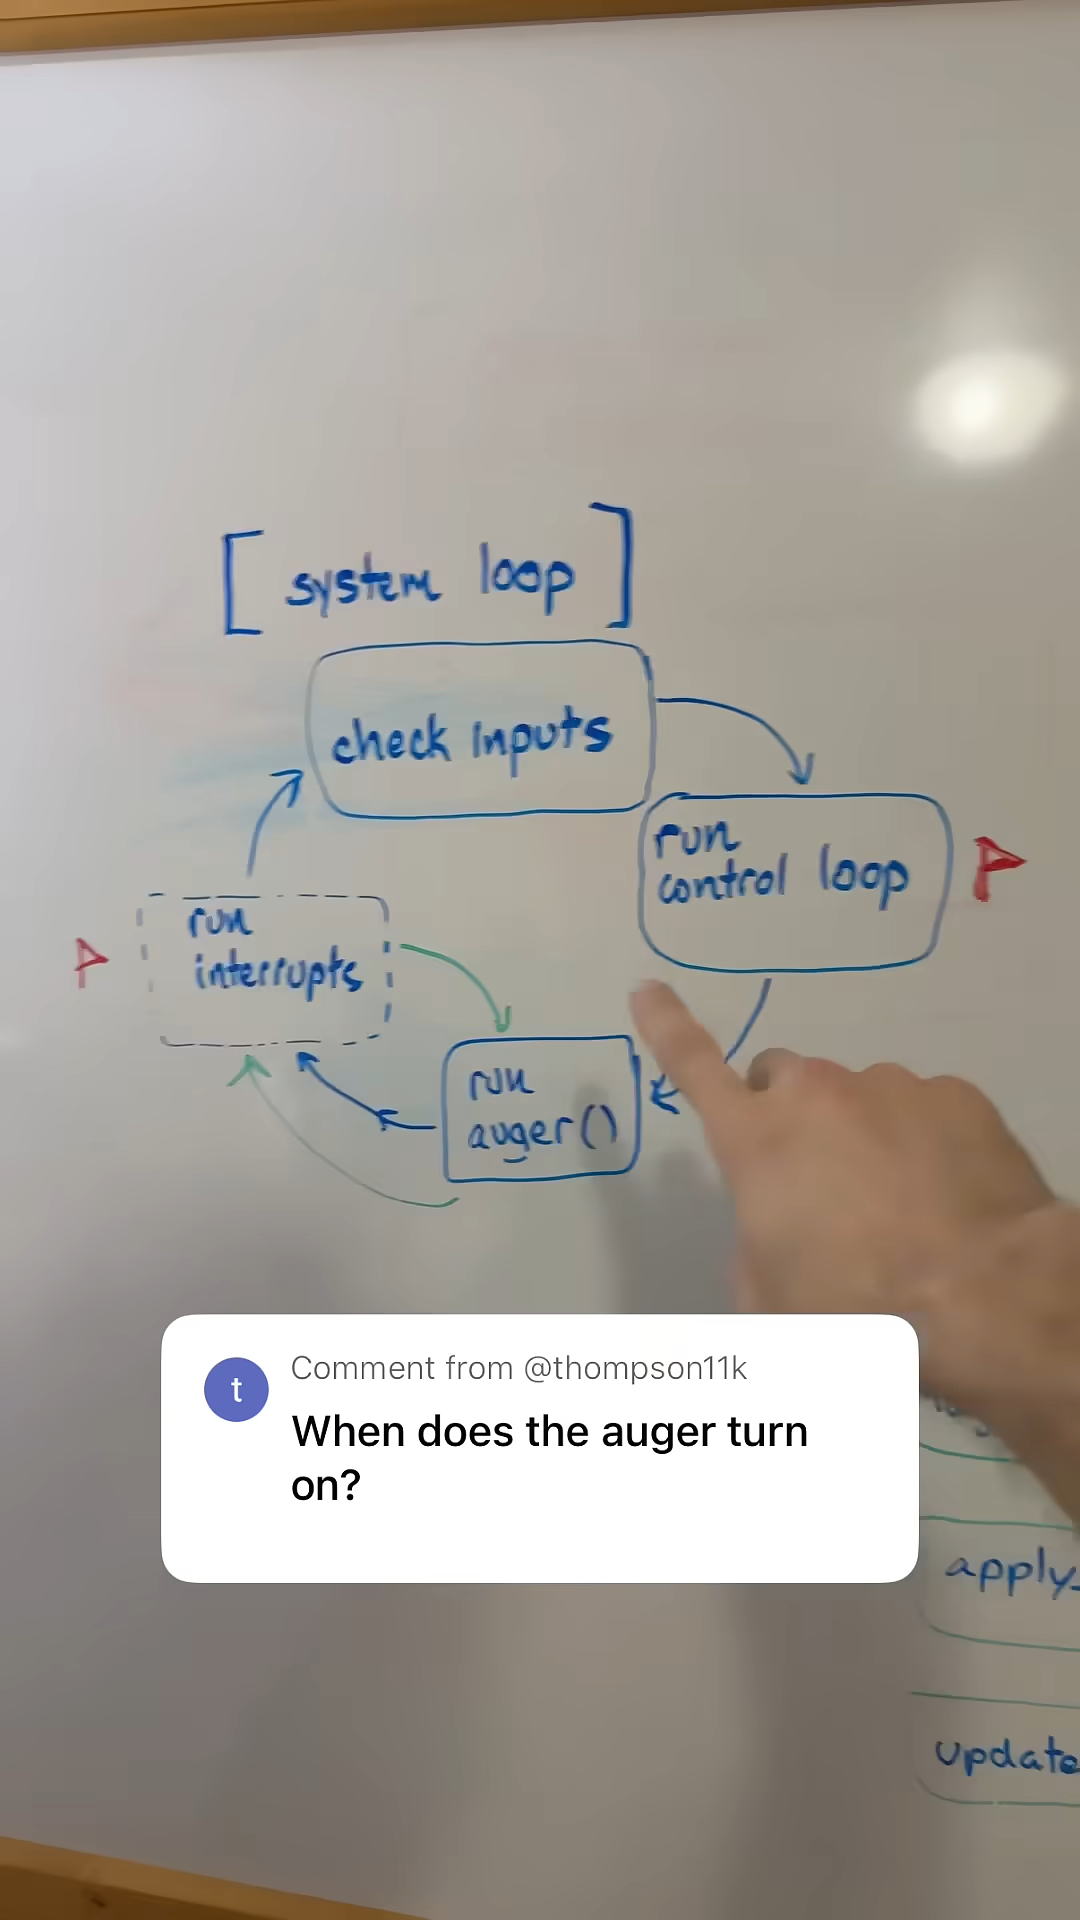 [ system loop ]
check inputs
run
control loop
run
interrupts
run
auger()
t
Comment from @thompson11k
When does the auger turn
on?
apply_
update